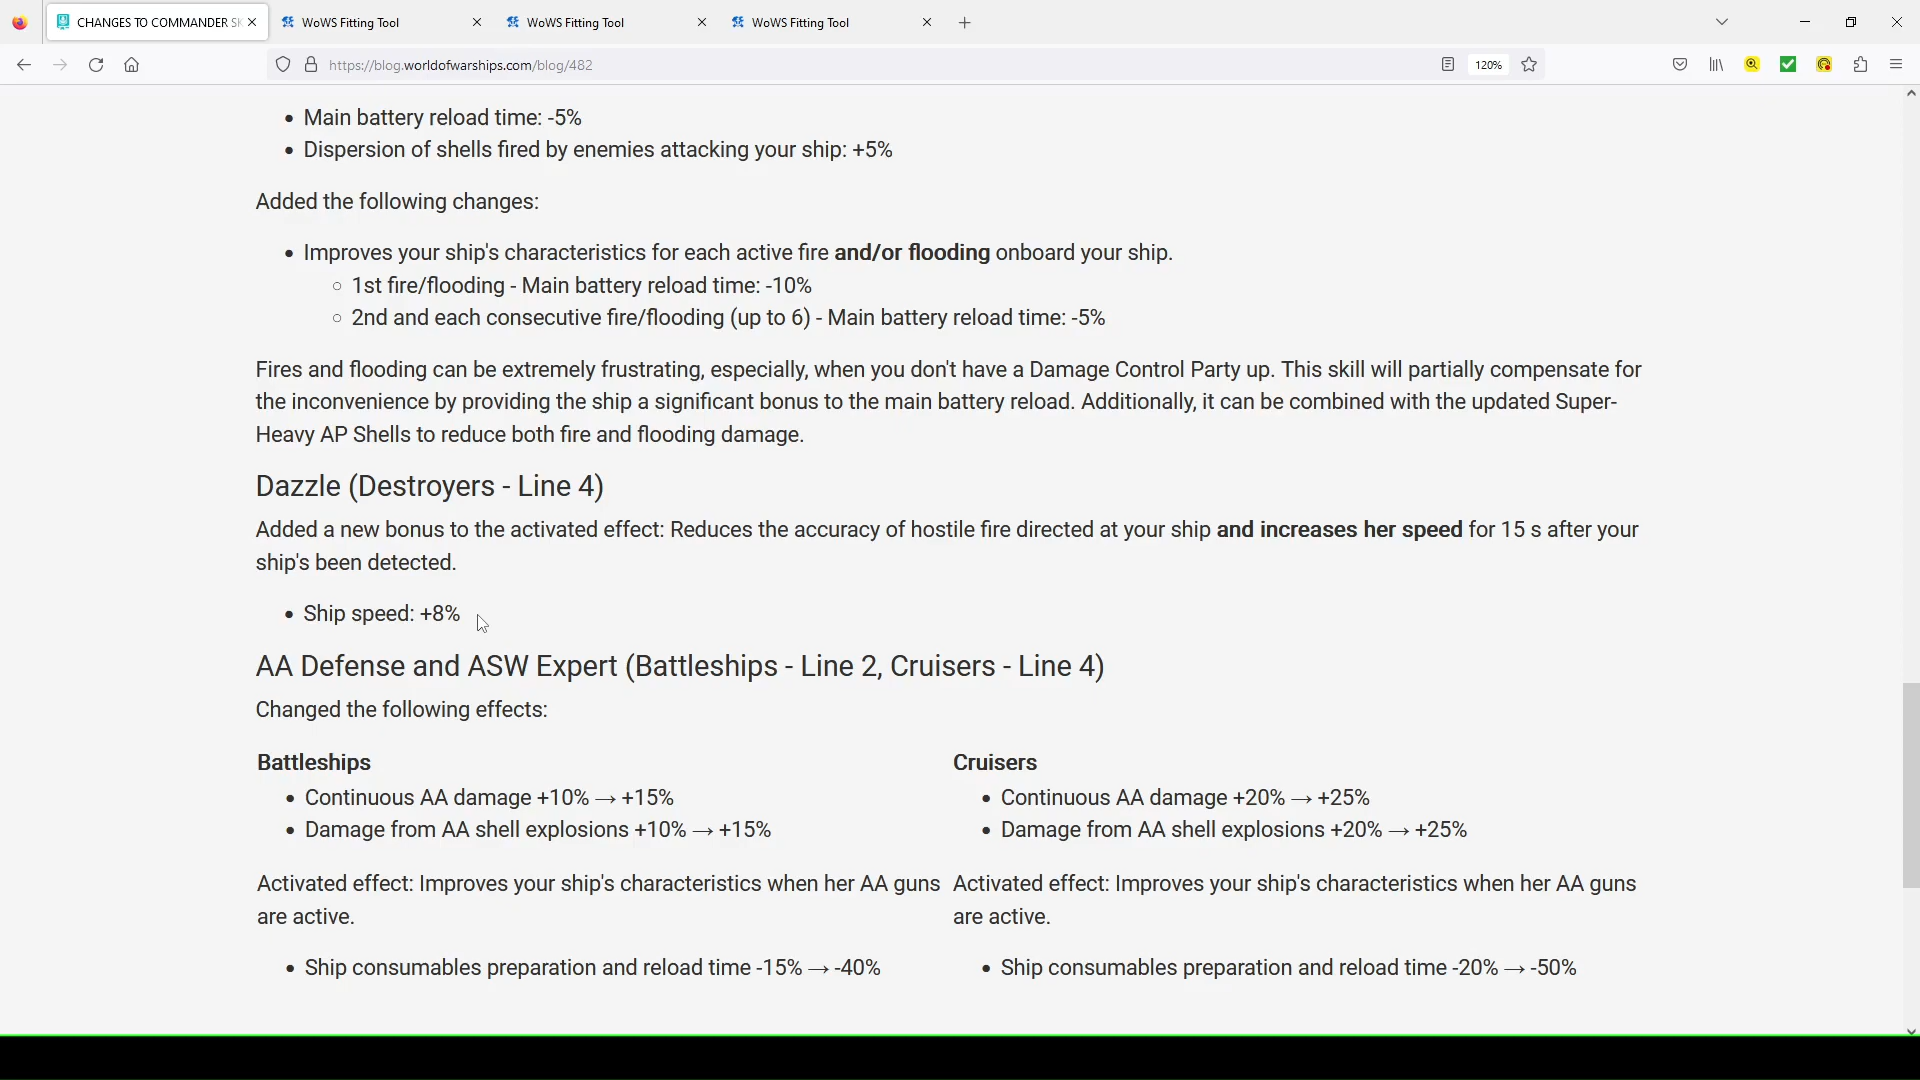 CHANGES TO COMMANDER SK
WoWS Fitting Tool
WoWS Fitting Tool
WoWS Fitting Tool
https://blog.worldofwarships.com/blog/482
120%
• Main battery reload time: -5%
• Dispersion of shells fired by enemies attacking your ship: +5%
Added the following changes:
• Improves your ship's characteristics for each active fire and/or flooding onboard your ship.
○ 1st fire/flooding - Main battery reload time: -10%
○ 2nd and each consecutive fire/flooding (up to 6) - Main battery reload time: -5%
Fires and flooding can be extremely frustrating, especially, when you don't have a Damage Control Party up. This skill will partially compensate for
the inconvenience by providing the ship a significant bonus to the main battery reload. Additionally, it can be combined with the updated Super-
Heavy AP Shells to reduce both fire and flooding damage.
Dazzle (Destroyers - Line 4)
Added a new bonus to the activated effect: Reduces the accuracy of hostile fire directed at your ship and increases her speed for 15 s after your
ship's been detected.
• Ship speed: +8%
AA Defense and ASW Expert (Battleships - Line 2, Cruisers - Line 4)
Changed the following effects:
Battleships
• Continuous AA damage +10% → +15%
• Damage from AA shell explosions +10% → +15%
Activated effect: Improves your ship's characteristics when her AA guns
are active.
• Ship consumables preparation and reload time -15% → -40%
Cruisers
• Continuous AA damage +20% → +25%
• Damage from AA shell explosions +20% → +25%
Activated effect: Improves your ship's characteristics when her AA guns
are active.
• Ship consumables preparation and reload time -20% → -50%